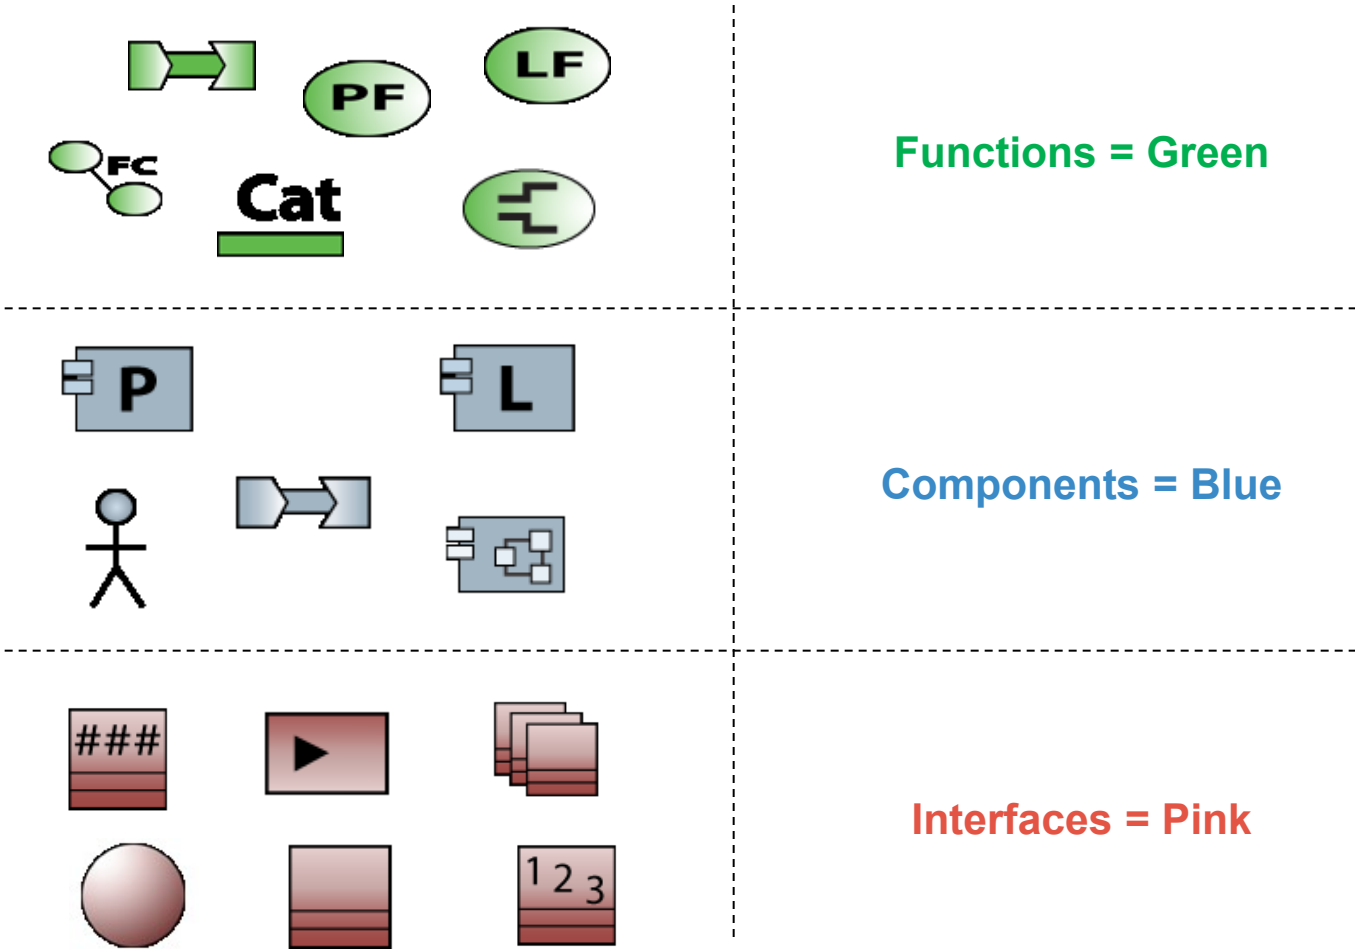 LF
PF
FC
Cat
Functions = Green
P
L
Components = Blue
###
Interfaces = Pink
1 2 3